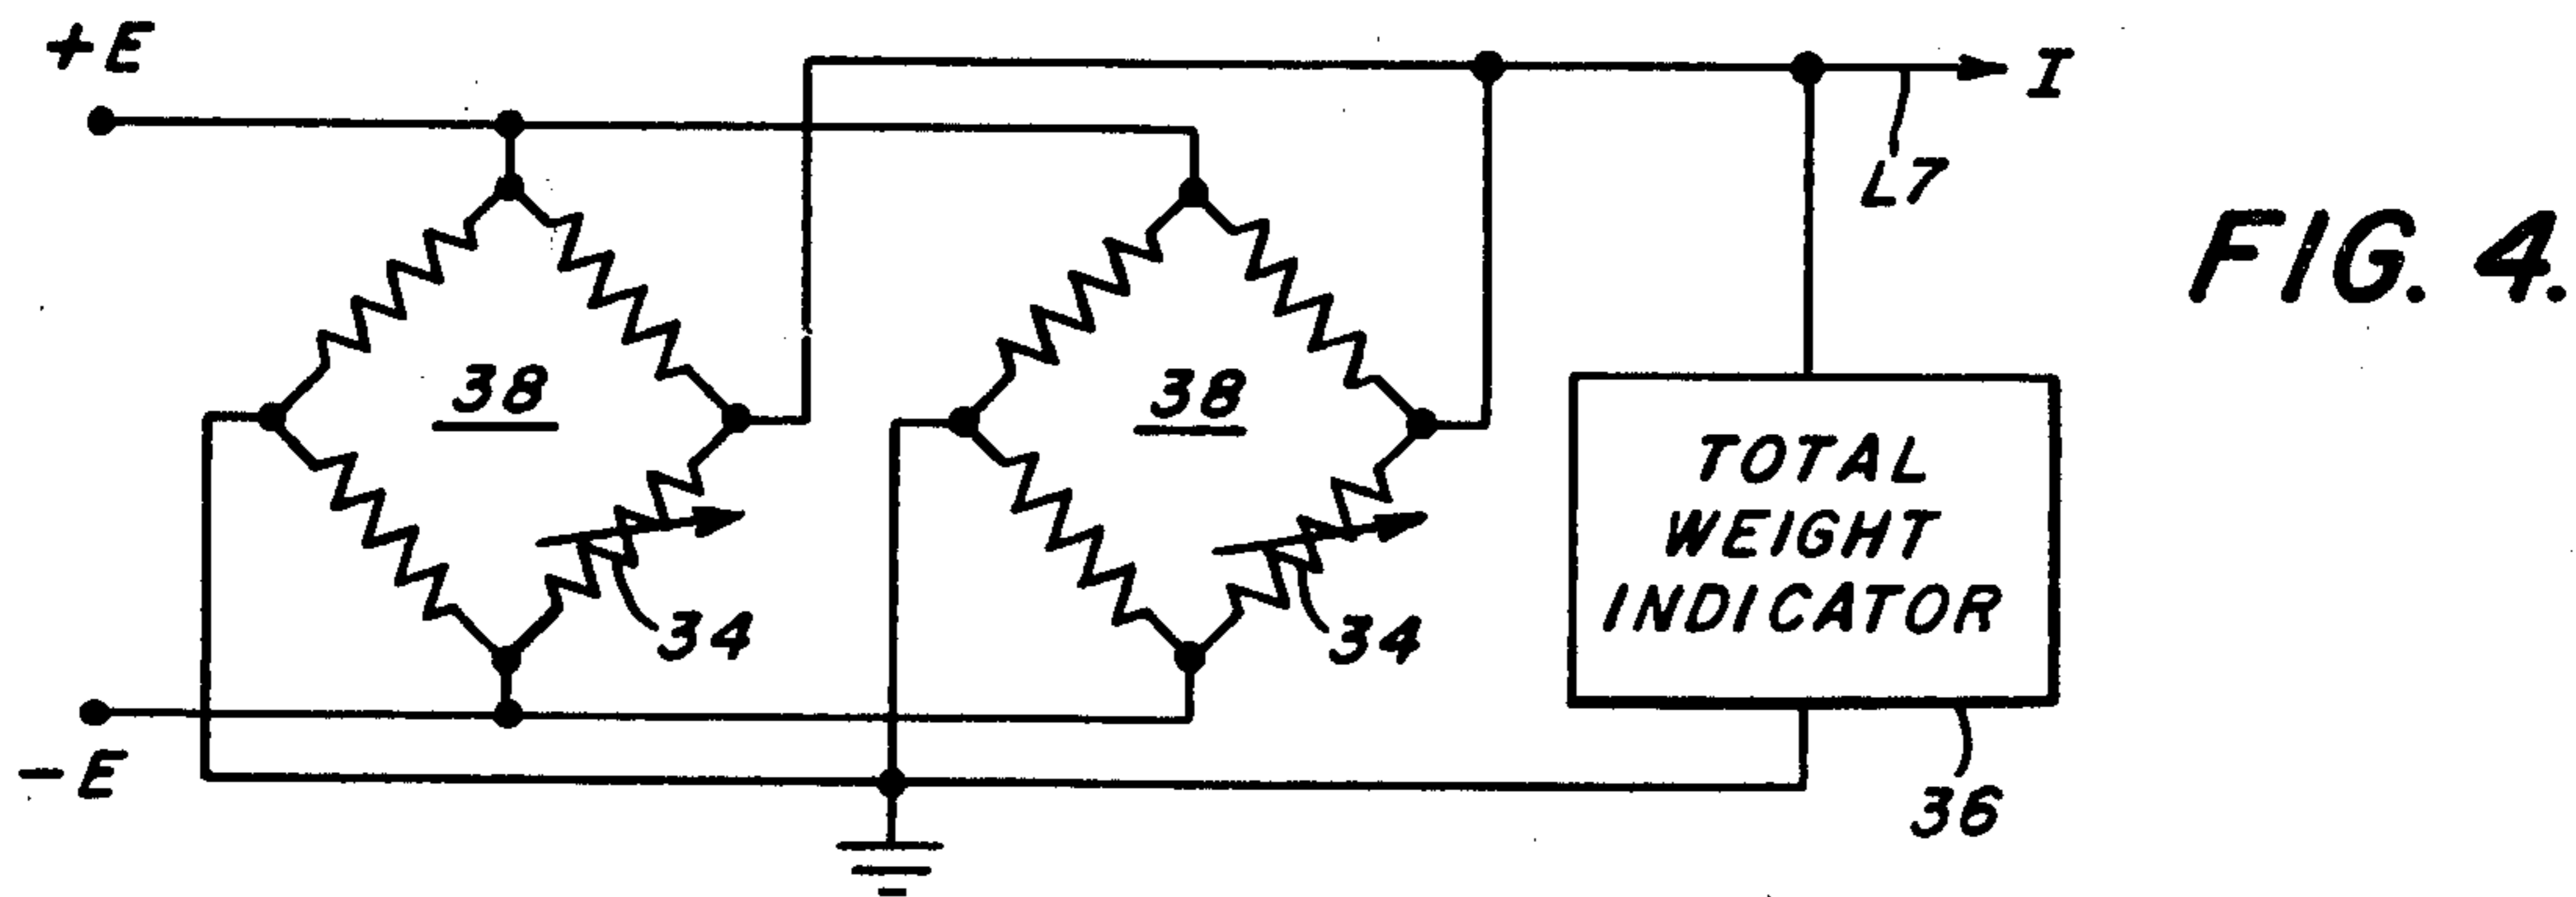 +E
I
L7
FIG. 4.
38
38
TOTAL
WEIGHT
INDICATOR
34
34
-E
36